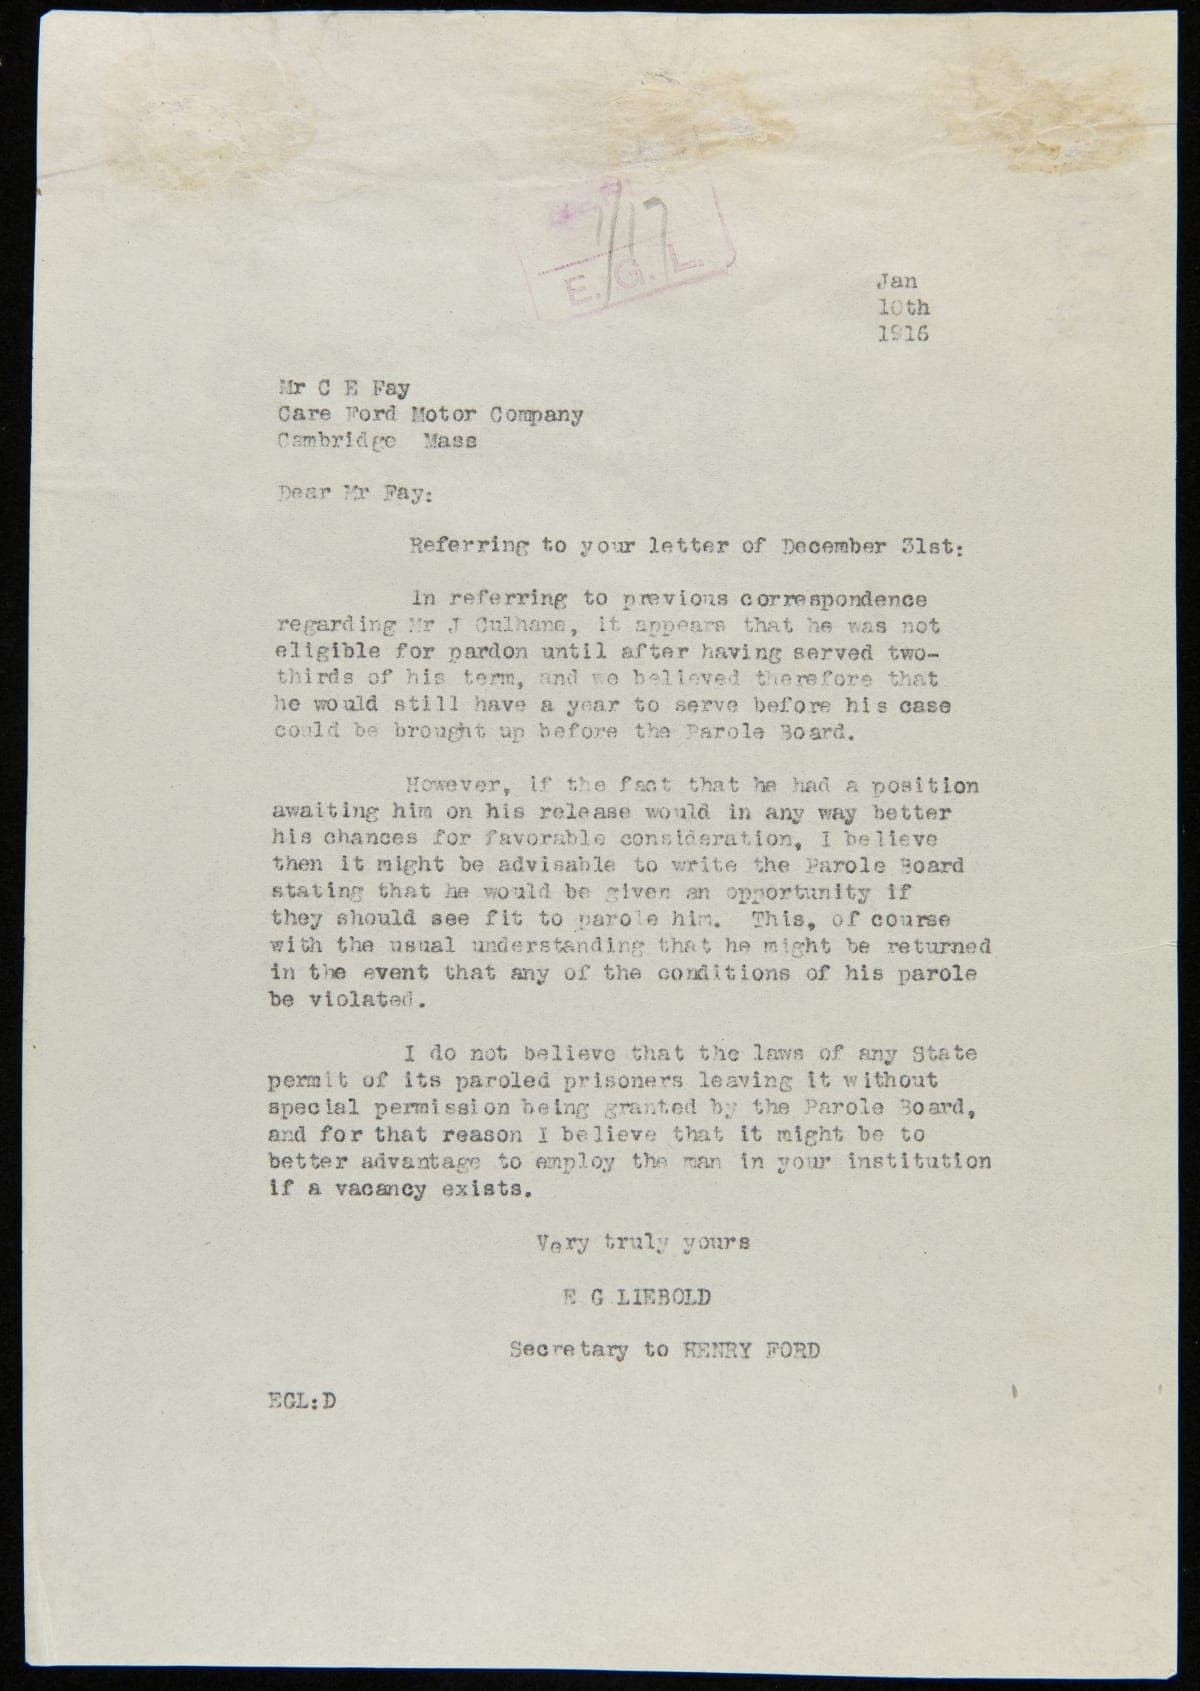 1/17
E. G. L.
Jan
10th
1916
Mr C E Fay
Care Ford Motor Company
Cambridge Mass
Dear Mr Fay:
Referring to your letter of December 31st:
In referring to previous correspondence
regarding Mr J Culhane, it appears that he was not
eligible for pardon until after having served two-
thirds of his term, and we believed therefore that
he would still have a year to serve before his case
could be brought up before the Parole Board.
However, if the fact that he had a position
awaiting him on his release would in any way better
his chances for favorable consideration, I believe
then it might be advisable to write the Parole Board
stating that he would be given an opportunity if
they should see fit to parole him. This, of course
with the usual understanding that he might be returned
in the event that any of the conditions of his parole
be violated.
I do not believe that the laws of any State
permit of its paroled prisoners leaving it without
special permission being granted by the Parole Board,
and for that reason I believe that it might be to
better advantage to employ the man in your institution
if a vacancy exists.
Very truly yours
E G LIEBOLD
Secretary to HENRY FORD
EGL:D